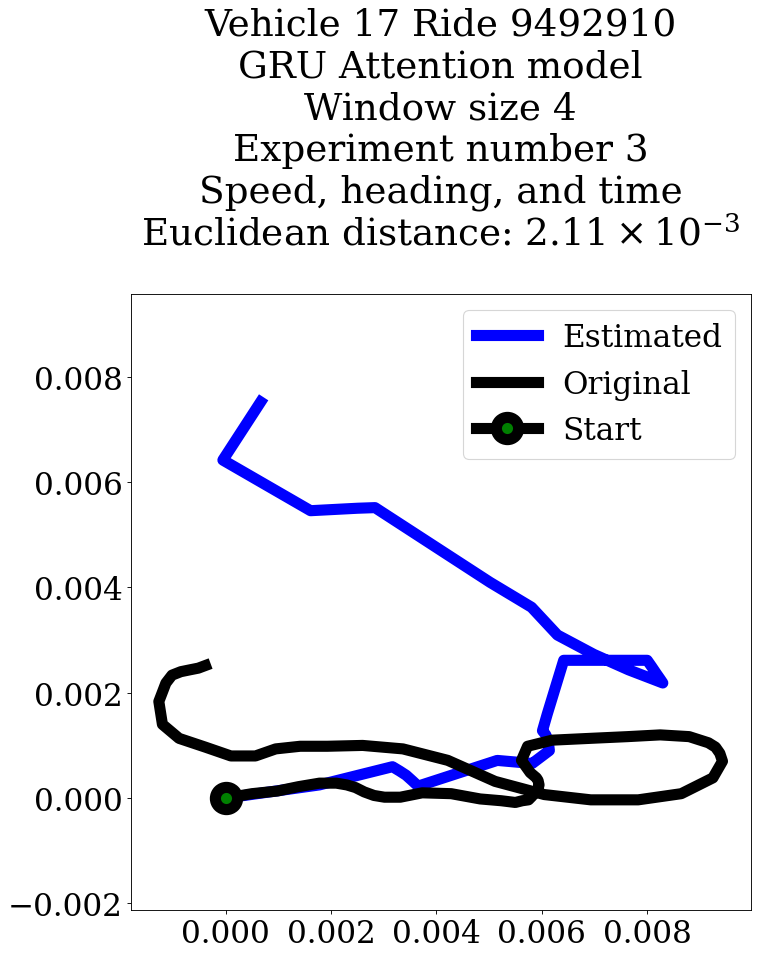 Vehicle 17 Ride 9492910
GRU Attention model
Window size 4
Experiment number 3
Speed, heading, and time
Euclidean distance: 2.11 × 10⁻³
Estimated
Original
Start
0.008
0.006
0.004
0.002
0.000
−0.002
0.000 0.002 0.004 0.006 0.008